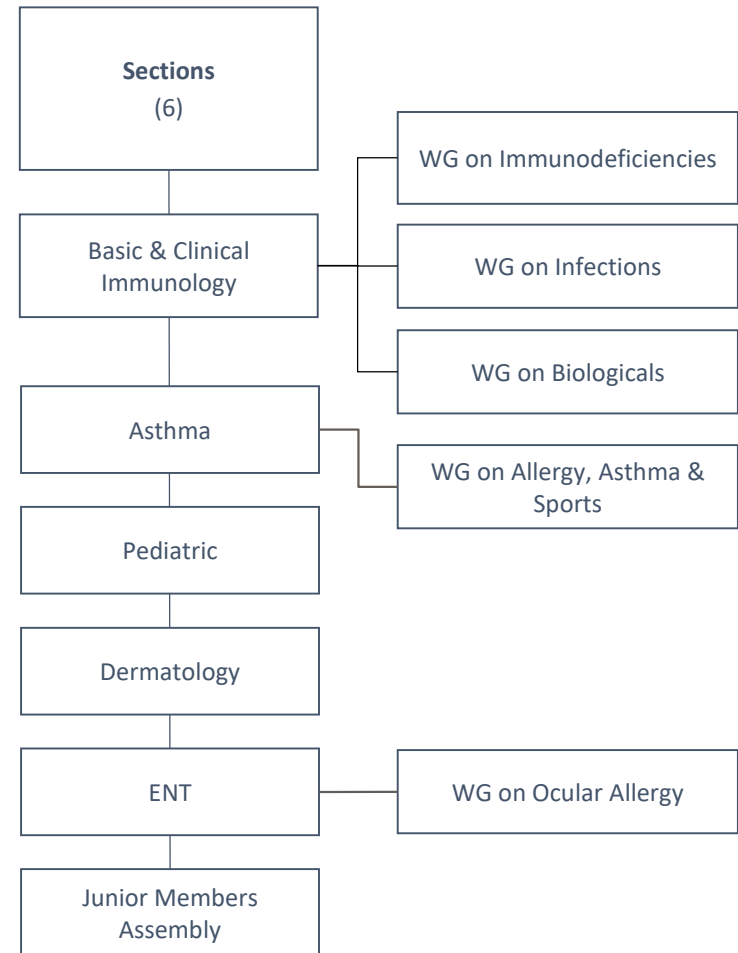 Sections
(6)
WG on Immunodeficiencies
Basic & Clinical
Immunology
WG on Infections
WG on Biologicals
Asthma
WG on Allergy, Asthma &
Sports
Pediatric
Dermatology
ENT
WG on Ocular Allergy
Junior Members
Assembly